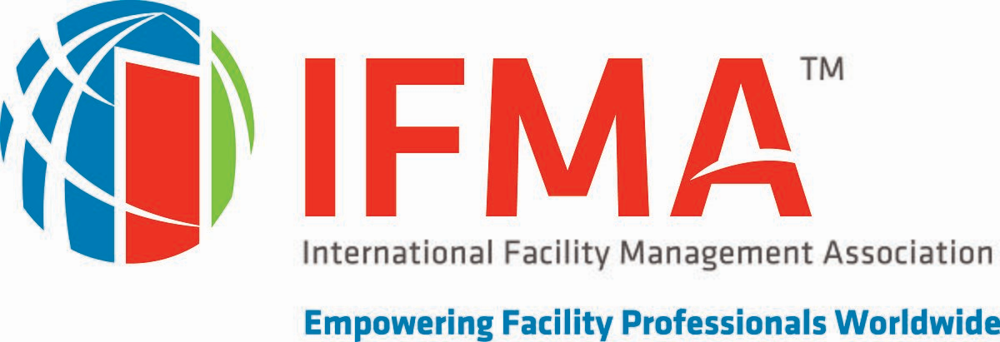 IFMA™
International Facility Management Association
Empowering Facility Professionals Worldwide